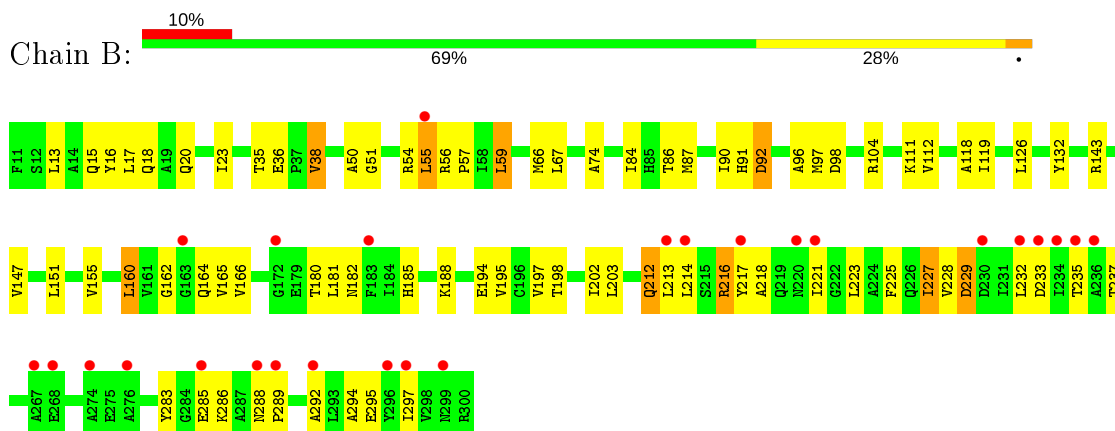 10%
Chain B:
69% 28% •
F11 S12 L13 A14 Q15 Y16 L17 Q18 A19 Q20 I23 T35 E36 P37 V38 A50 G51 R54 L55 R56 P57 I58 L59 M66 L67 A74 I84 H85 T86 M87 I90 H91 D92 A96 M97 D98 R104 K111 V112 A118 I119 L126 Y132 R143
V147 L151 V155 L160 V161 G162 G163 Q164 V165 V166 G172 E179 T180 L181 N182 F183 I184 H185 K188 E194 V195 C196 V197 T198 I202 L203 Q212 L213 L214 S215 R216 Y217 A218 Q219 N220 I221 G222 L223 A224 F225 Q226 I227 V228 D229 D230 I231 L232 D233 I234 T235 A236 T237
A267 E268 A274 E275 A276 Y283 G284 E285 K286 A287 N288 P289 A292 L293 A294 E295 Y296 I297 V298 N299 R300